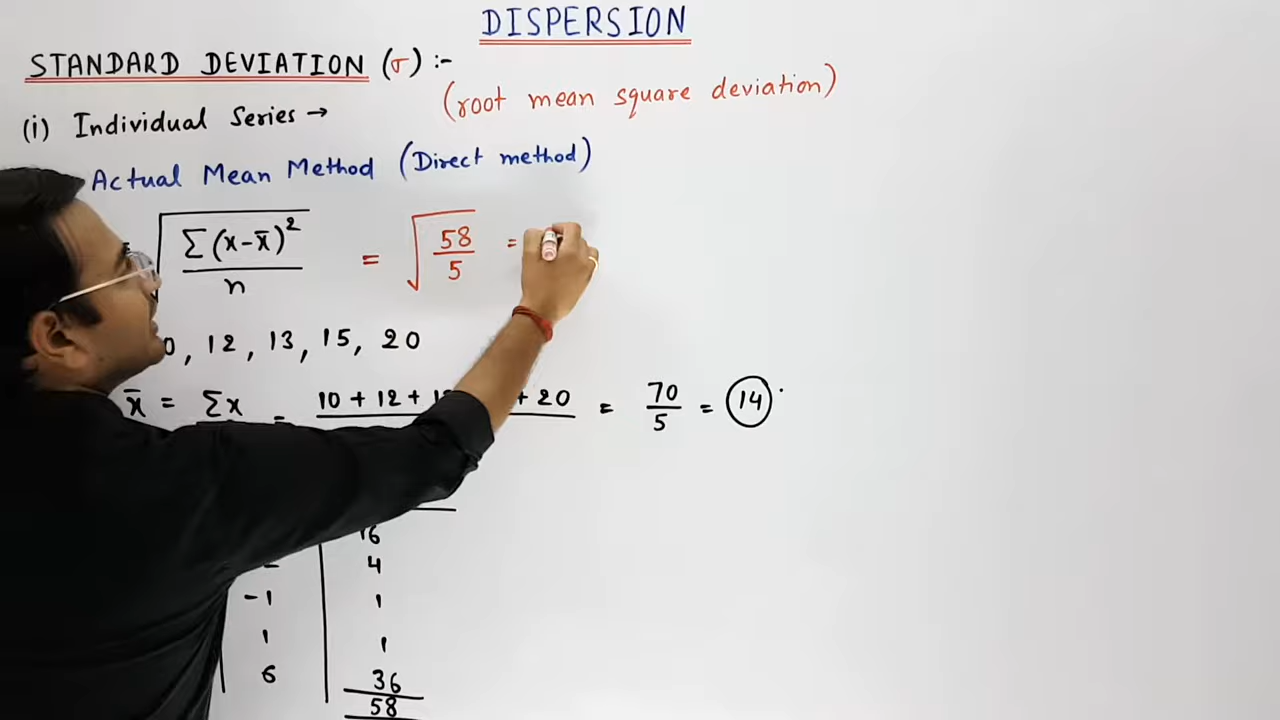 DISPERSION
STANDARD DEVIATION (σ) :-
(root mean square deviation)
(i) Individual Series →
Actual Mean Method (Direct method)
√(Σ(x-x̄)²/n) = √(58/5) =
, 12, 13, 15, 20
x̄ = Σx = 10 + 12 + + 20 = 70/5 = 14
16
4
-1 1
1 1
6 36
58